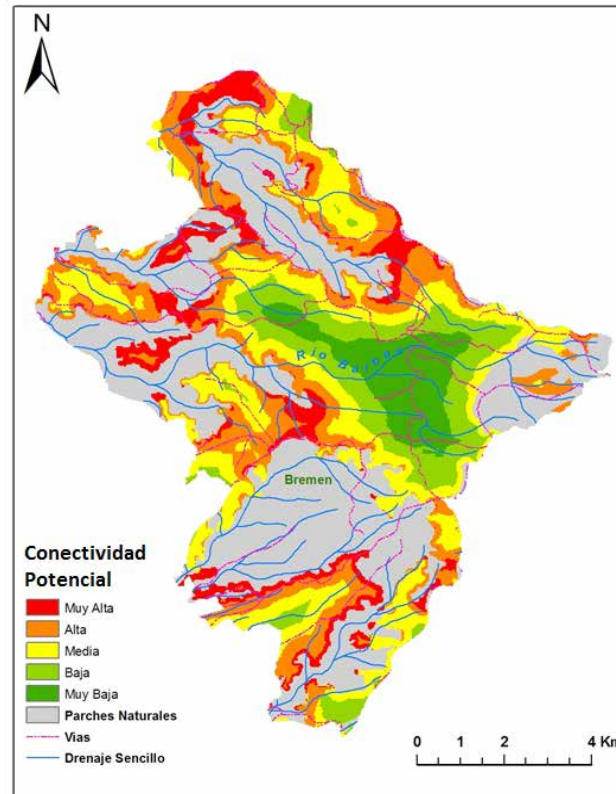 N
Río Barbas
Bremen
Conectividad
Potencial
Muy Alta
Alta
Media
Baja
Muy Baja
Parches Naturales
Vias
Drenaje Sencillo
0 1 2 4 Km